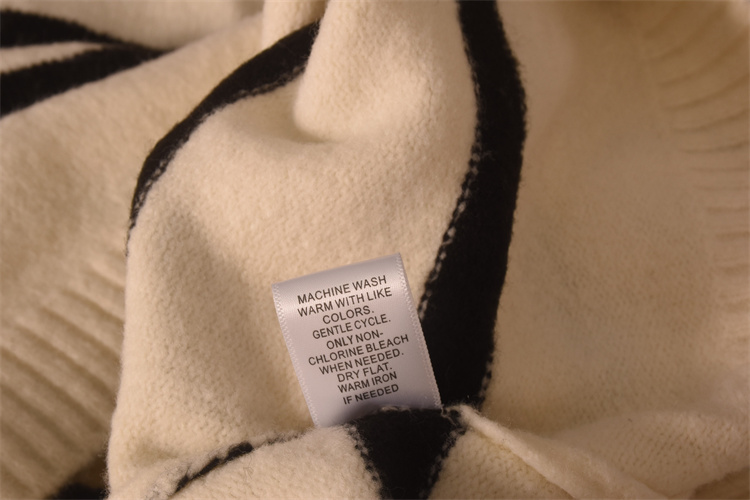 MACHINE WASH
WARM WITH LIKE
COLORS.
GENTLE CYCLE.
ONLY NON-
CHLORINE BLEACH
WHEN NEEDED.
DRY FLAT.
WARM IRON
IF NEEDED